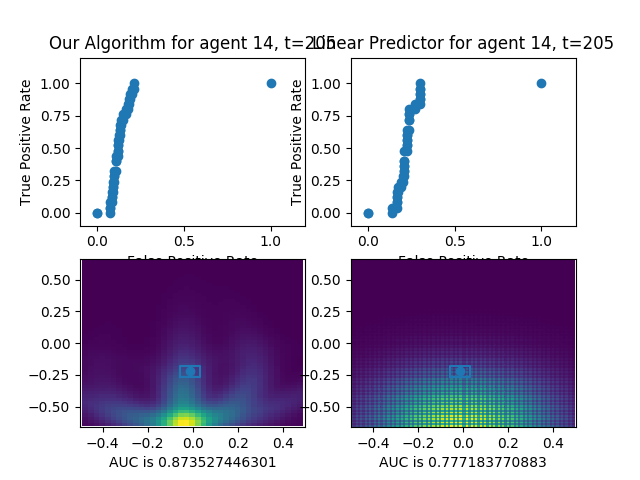 Our Algorithm for agent 14, t=205
Linear Predictor for agent 14, t=205
True Positive Rate
1.00
0.75
0.50
0.25
0.00
0.0 0.5 1.0
False Positive Rate
True Positive Rate
1.00
0.75
0.50
0.25
0.00
0.0 0.5 1.0
False Positive Rate
0.50
0.25
0.00
−0.25
−0.50
−0.4 −0.2 0.0 0.2 0.4
AUC is 0.873527446301
0.50
0.25
0.00
−0.25
−0.50
−0.4 −0.2 0.0 0.2 0.4
AUC is 0.777183770883